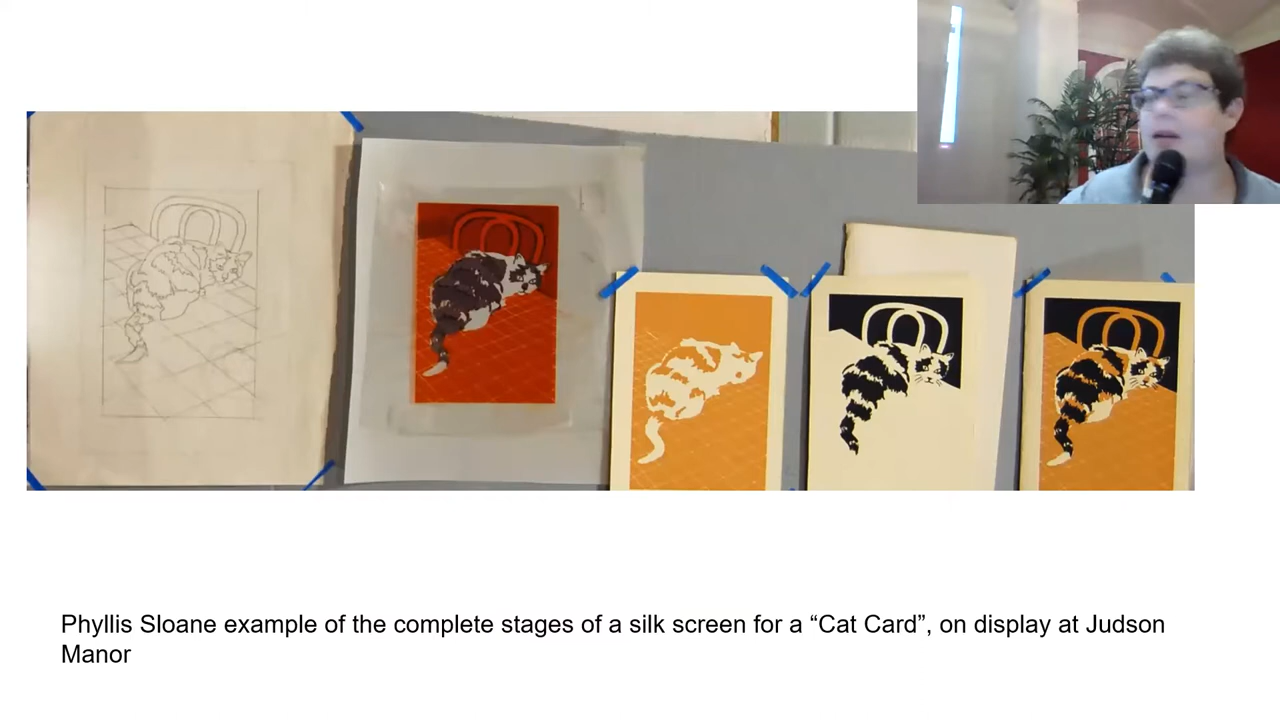 Phyllis Sloane example of the complete stages of a silk screen for a “Cat Card”, on display at Judson
Manor